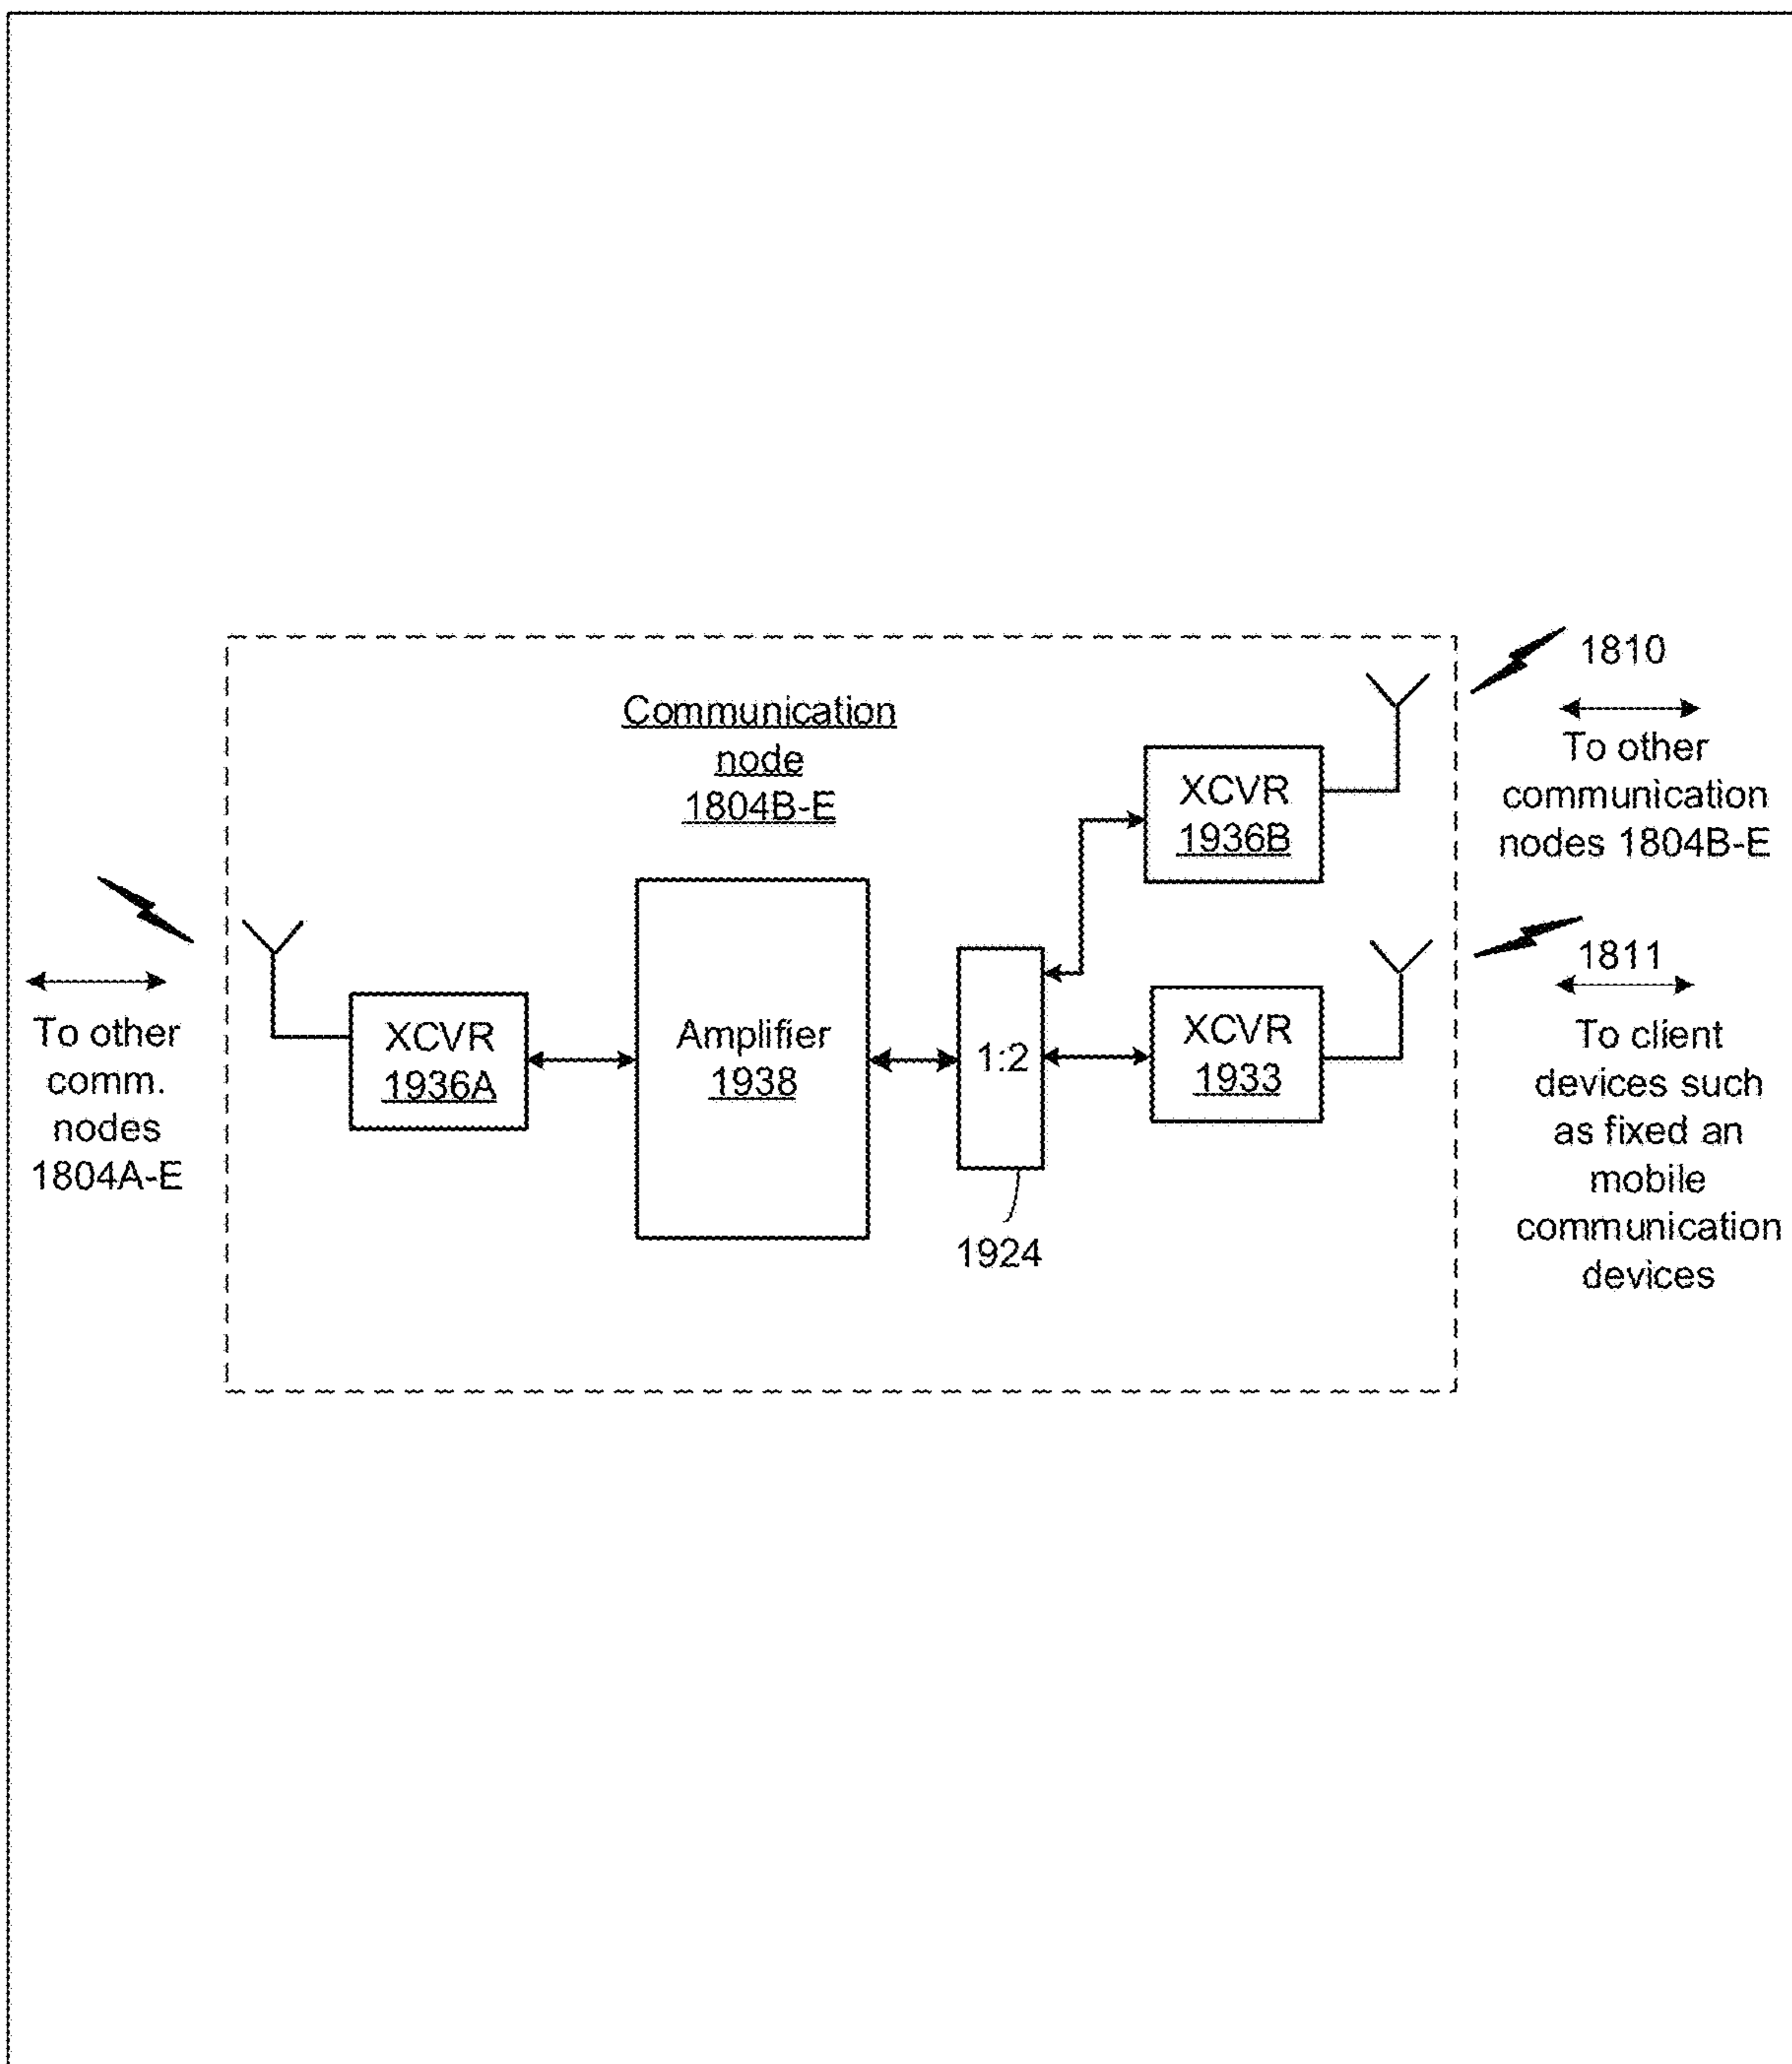 Communication
node
1804B-E
1810
To other
communication
nodes 1804B-E
XCVR
1936B
To other
comm.
nodes
1804A-E
XCVR
1936A
Amplifier
1938
1:2
1924
XCVR
1933
1811
To client
devices such
as fixed an
mobile
communication
devices